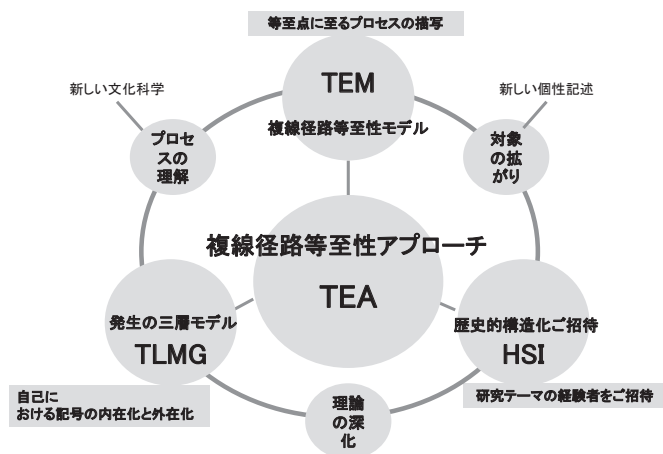 等至点に至るプロセスの描写
TEM
複線径路等至性モデル
新しい文化科学
新しい個性記述
プロセ
スの
理解
対象
の拡
がり
複線径路等至性アプローチ
TEA
発生の三層モデル
TLMG
歴史的構造化ご招待
HSI
自己に
おける記号の内在化と外在化
研究テーマの経験者をご招待
理論
の深
化